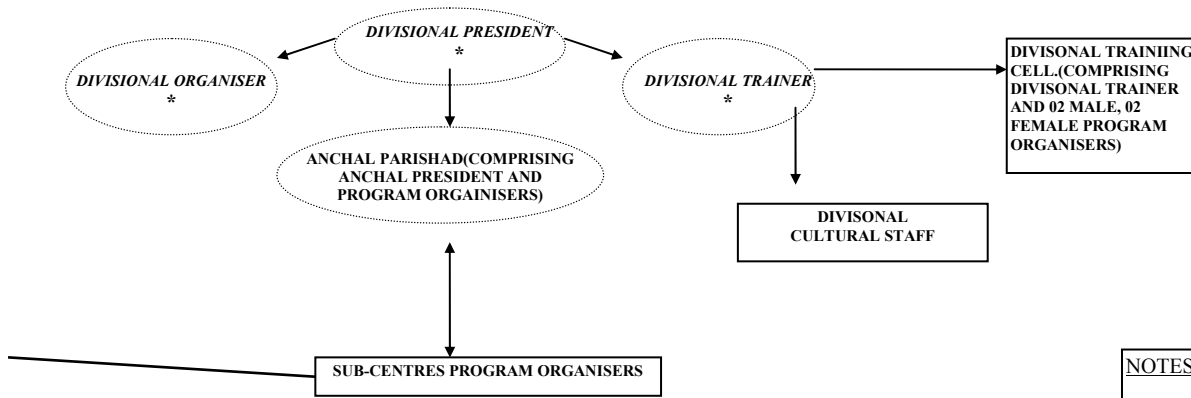 DIVISIONAL PRESIDENT
*
DIVISIONAL ORGANISER
*
DIVISIONAL TRAINER
*
DIVISONAL TRAINIING
CELL.(COMPRISING
DIVISONAL TRAINER
AND 02 MALE, 02
FEMALE PROGRAM
ORGANISERS)
ANCHAL PARISHAD(COMPRISING
ANCHAL PRESIDENT AND
PROGRAM ORGAINISERS)
DIVISONAL
CULTURAL STAFF
SUB-CENTRES PROGRAM ORGANISERS
NOTES